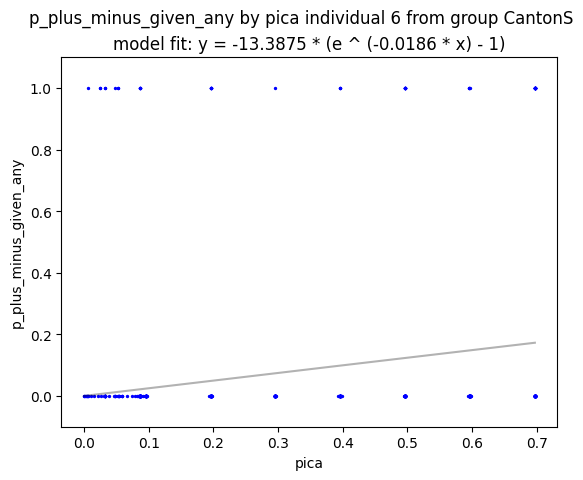 p_plus_minus_given_any by pica individual 6 from group CantonS
model fit: y = -13.3875 * (e ^ (-0.0186 * x) - 1)
p_plus_minus_given_any
1.0
0.8
0.6
0.4
0.2
0.0
0.0 0.1 0.2 0.3 0.4 0.5 0.6 0.7
pica